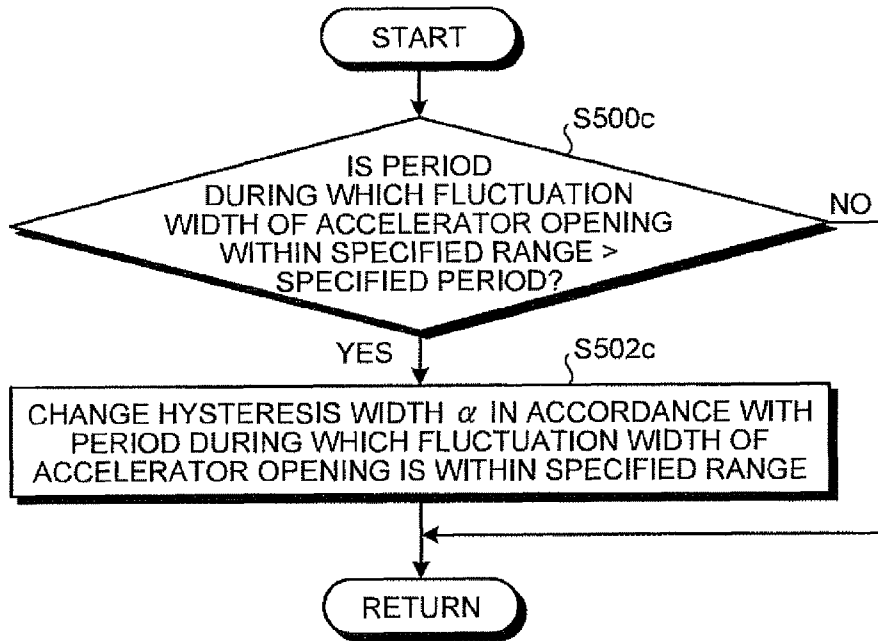 START
S500c
IS PERIOD
DURING WHICH FLUCTUATION
WIDTH OF ACCELERATOR OPENING
WITHIN SPECIFIED RANGE >
SPECIFIED PERIOD?
NO
YES
S502c
CHANGE HYSTERESIS WIDTH α IN ACCORDANCE WITH
PERIOD DURING WHICH FLUCTUATION WIDTH OF
ACCELERATOR OPENING IS WITHIN SPECIFIED RANGE
RETURN